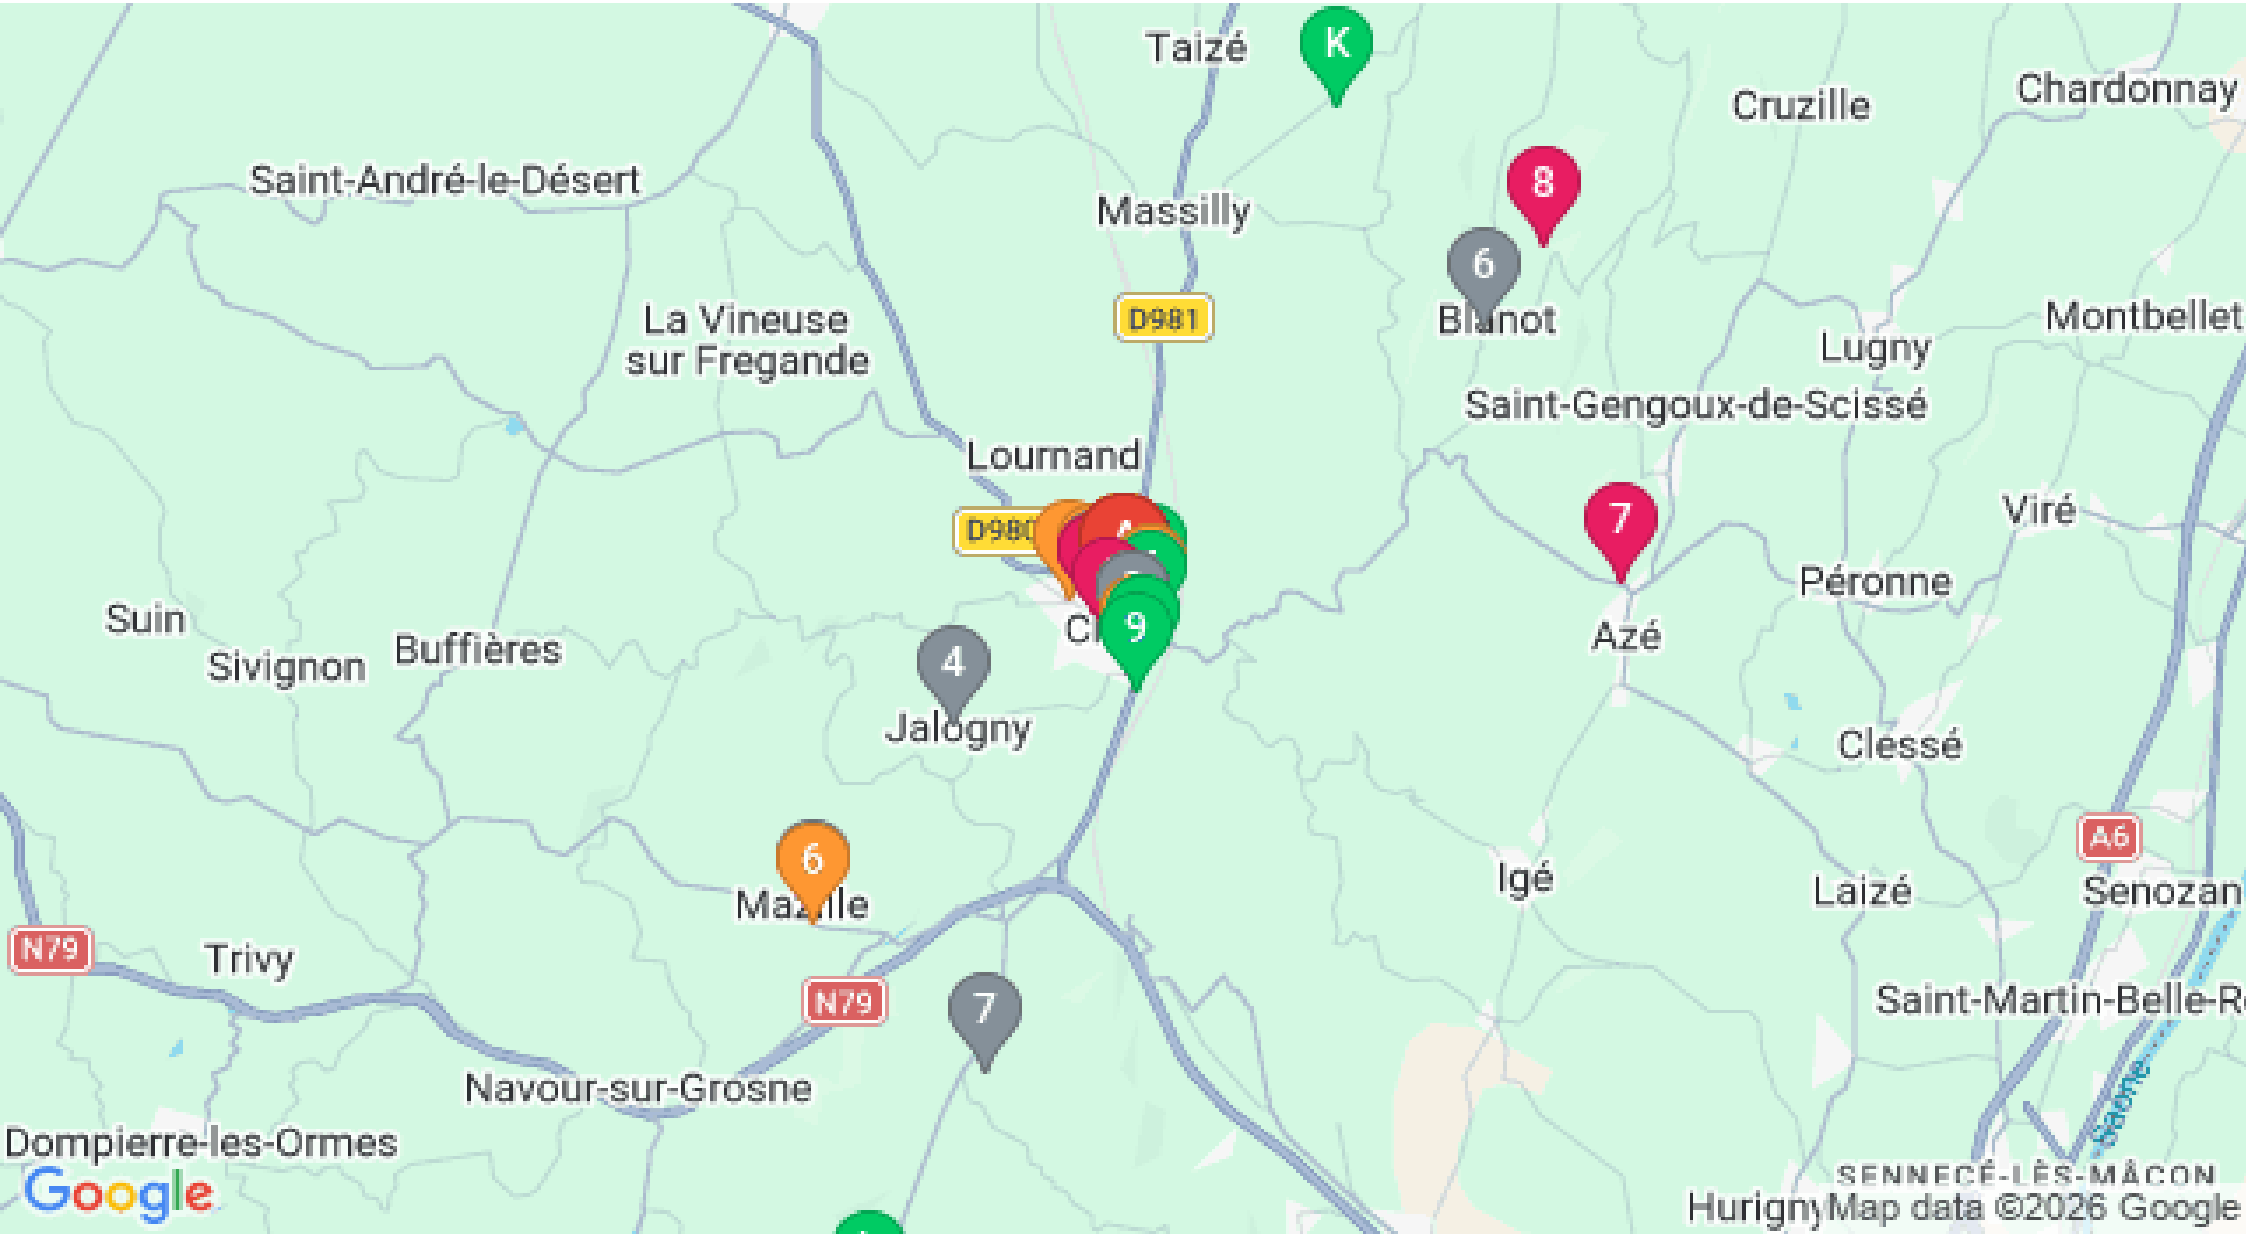 Taizé
K
Chardonnay
Cruzille
Saint-André-le-Désert
8
Massilly
6
D981
Blanot
La Vineuse
sur Fregande
Montbellet
Lugny
Saint-Gengoux-de-Scissé
Lournand
D980
7
Viré
Péronne
Suin
9
Azé
Sivignon
Buffières
4
Jalogny
Clessé
A6
6
Mazille
Igé
Laizé
Senozan
N79
Trivy
N79
7
Saint-Martin-Belle-R
Navour-sur-Grosne
Saône
Dompierre-les-Ormes
SENNECÉ-LÈS-MÂCON
Google
Hurigny
Map data ©2026 Google